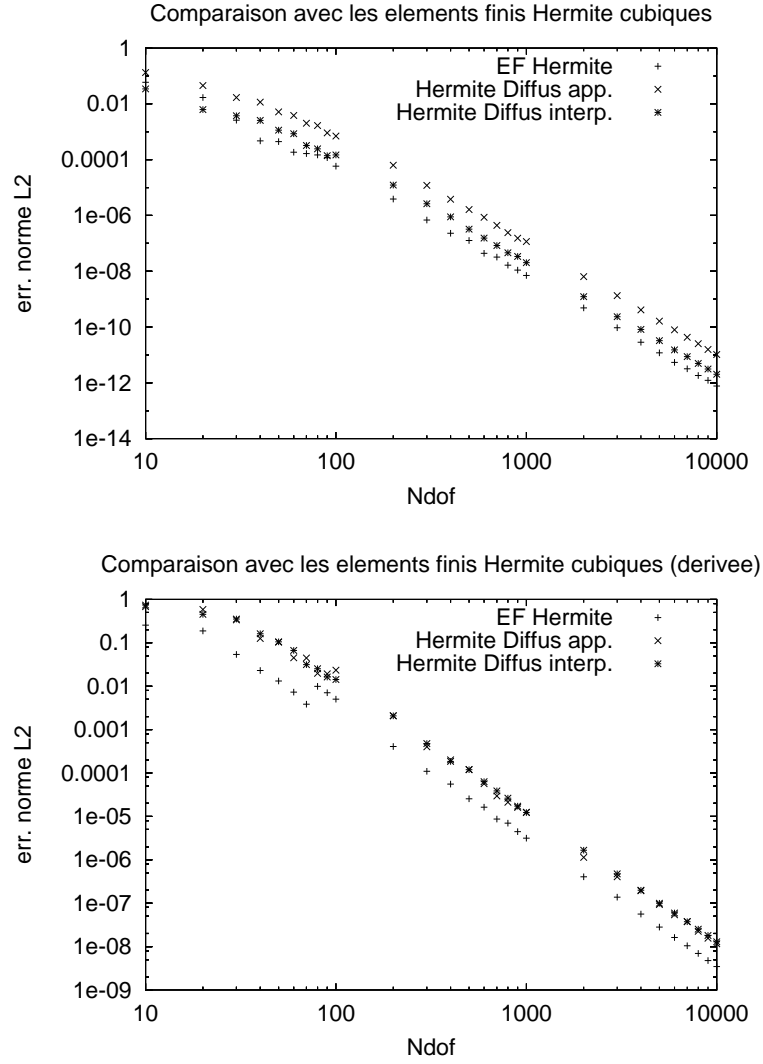 Comparaison avec les elements finis Hermite cubiques
1
0.01
0.0001
1e-06
1e-08
1e-10
1e-12
1e-14
10
100
1000
10000
err. norme L2
Ndof
EF Hermite
Hermite Diffus app.
Hermite Diffus interp.
Comparaison avec les elements finis Hermite cubiques (derivee)
1
0.1
0.01
0.001
0.0001
1e-05
1e-06
1e-07
1e-08
1e-09
10
100
1000
10000
err. norme L2
Ndof
EF Hermite
Hermite Diffus app.
Hermite Diffus interp.